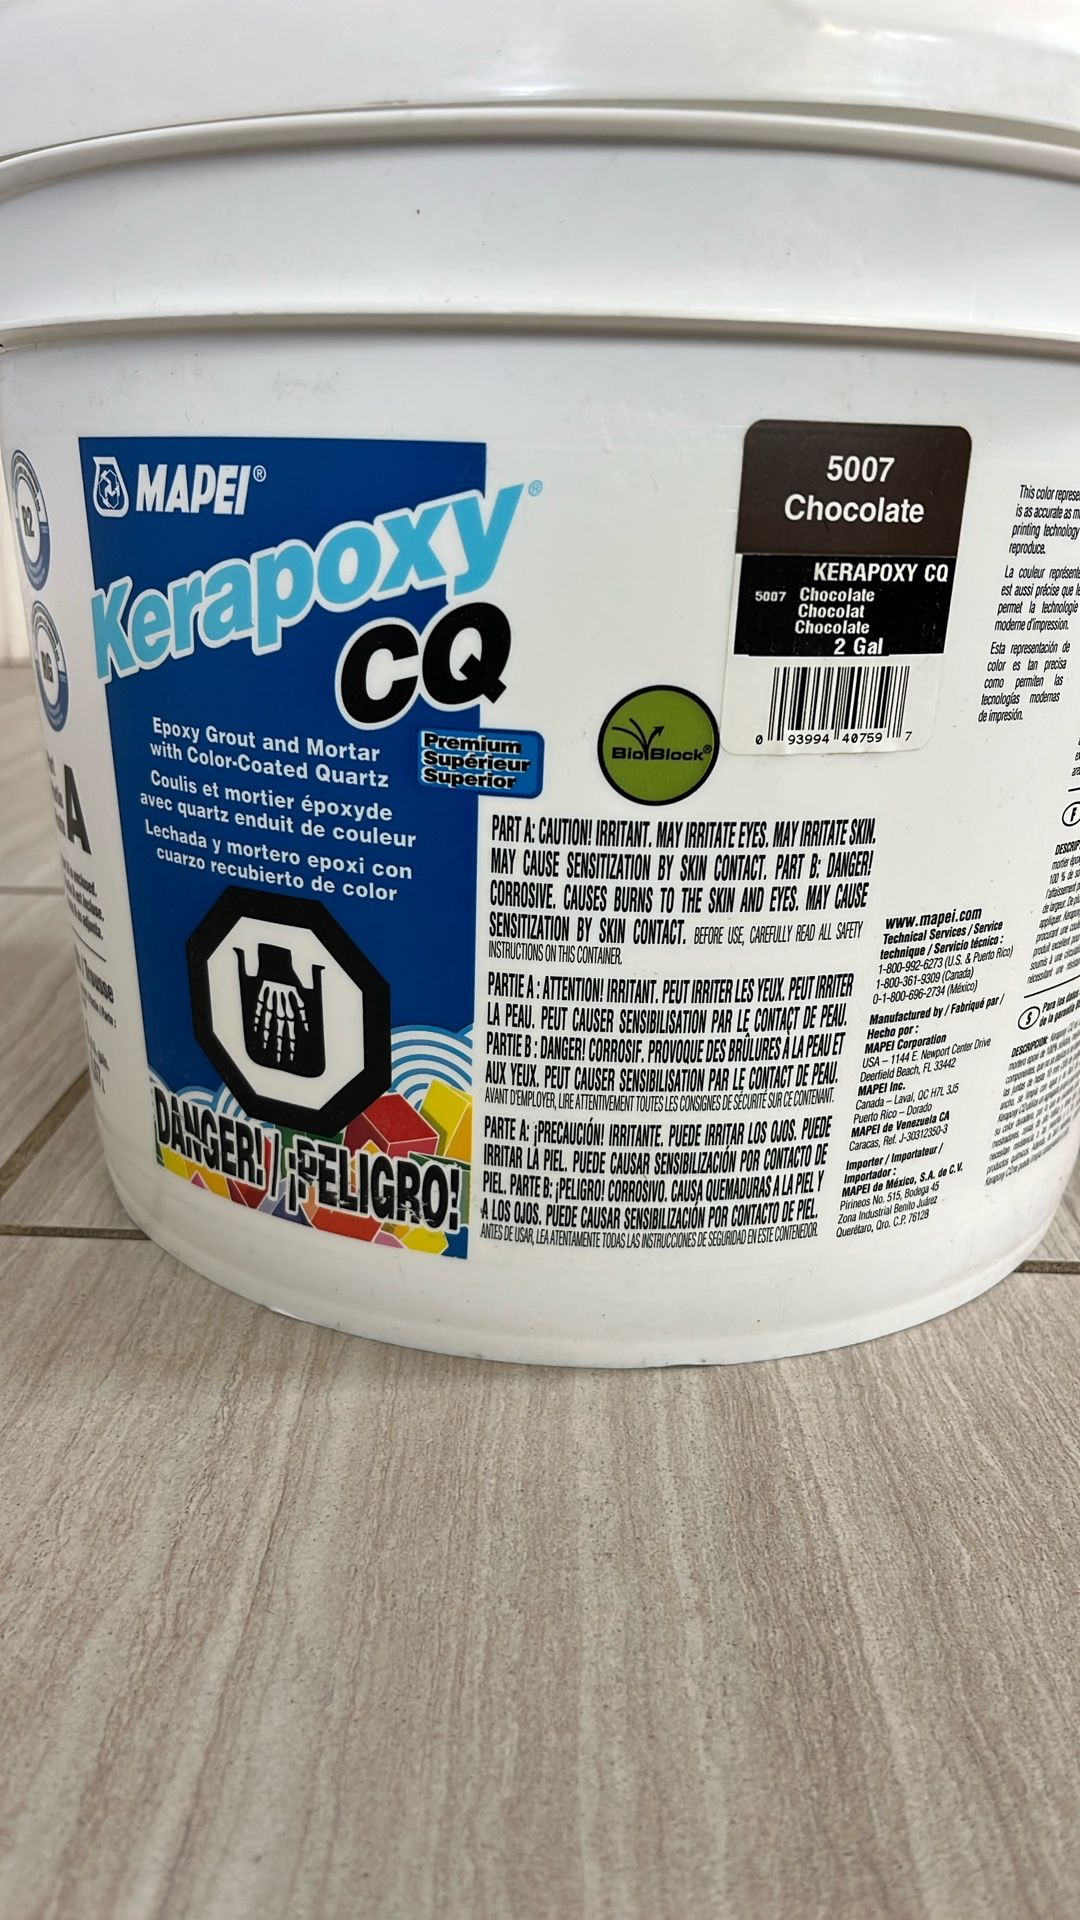 MAPEI®
Kerapoxy®
CQ
Epoxy Grout and Mortar
with Color-Coated Quartz
Coulis et mortier époxyde
avec quartz enduit de couleur
Lechada y mortero epoxi con
cuarzo recubierto de color
Premium
Supérieur
Superior
DANGER! / ¡PELIGRO!
R2
RG
A
BioBlock®
5007
Chocolate
KERAPOXY CQ
5007 Chocolate
Chocolat
Chocolate
2 Gal
0 93994 40759 7
PART A: CAUTION! IRRITANT. MAY IRRITATE EYES. MAY IRRITATE SKIN.
MAY CAUSE SENSITIZATION BY SKIN CONTACT. PART B: DANGER!
CORROSIVE. CAUSES BURNS TO THE SKIN AND EYES. MAY CAUSE
SENSITIZATION BY SKIN CONTACT. BEFORE USE, CAREFULLY READ ALL SAFETY
INSTRUCTIONS ON THIS CONTAINER.
PARTIE A : ATTENTION! IRRITANT. PEUT IRRITER LES YEUX. PEUT IRRITER
LA PEAU. PEUT CAUSER SENSIBILISATION PAR LE CONTACT DE PEAU.
PARTIE B : DANGER! CORROSIF. PROVOQUE DES BRÛLURES À LA PEAU ET
AUX YEUX. PEUT CAUSER SENSIBILISATION PAR LE CONTACT DE PEAU.
AVANT D'EMPLOYER, LIRE ATTENTIVEMENT TOUTES LES CONSIGNES DE SÉCURITÉ SUR CE CONTENANT.
PARTE A: ¡PRECAUCIÓN! IRRITANTE. PUEDE IRRITAR LOS OJOS. PUEDE
IRRITAR LA PIEL. PUEDE CAUSAR SENSIBILIZACIÓN POR CONTACTO DE
PIEL. PARTE B: ¡PELIGRO! CORROSIVO. CAUSA QUEMADURAS A LA PIEL Y
A LOS OJOS. PUEDE CAUSAR SENSIBILIZACIÓN POR CONTACTO DE PIEL.
ANTES DE USAR, LEA ATENTAMENTE TODAS LAS INSTRUCCIONES DE SEGURIDAD EN ESTE CONTENEDOR.
www.mapei.com
Technical Services / Service
technique / Servicio técnico :
1-800-992-6273 (U.S. & Puerto Rico)
1-800-361-9309 (Canada)
0-1-800-696-2734 (México)
Manufactured by / Fabriqué par /
Hecho por :
MAPEI Corporation
USA – 1144 E. Newport Center Drive
Deerfield Beach, FL 33442
MAPEI Inc.
Canada – Laval, QC H7L 3J5
Puerto Rico – Dorado
MAPEI de Venezuela CA
Caracas, Ref. J-30312350-3
Importer / Importateur /
Importador :
MAPEI de México, S.A. de C.V.
Pirineos No. 515, Bodega 45
Zona Industrial Benito Juárez
Querétaro, Qro. C.P. 76128
This color represe
is as accurate as m
printing technology
reproduce.
La couleur représent
est aussi précise que le
permet la technologie
moderne d'impression.
Esta representación de
color es tan precisa
como permiten las
tecnologías modernas
de impresión.